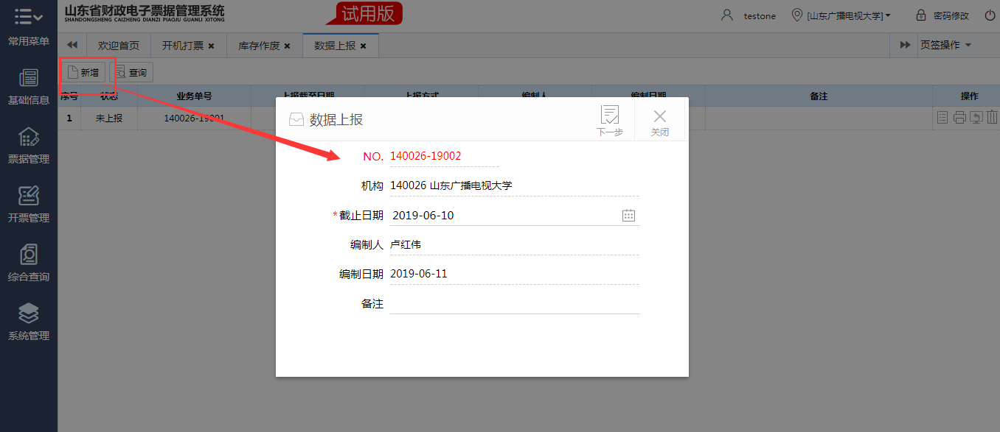 常用菜单
基础信息
票据管理
开票管理
综合查询
系统管理
山东省财政电子票据管理系统
SHANDONGSHENG CAIZHENG DIANZI PIAOJU GUANLI XITONG
试用版
testone
[山东广播电视大学]
密码修改
欢迎首页
开机打票
库存作废
数据上报
页签操作
新增
查询
序号 状态 业务单号 上报截至日期 上报方式 编制人 编制日期 备注 操作
1 未上报 140026-19001
数据上报
下一步
关闭
NO. 140026-19002
机构 140026 山东广播电视大学
*截止日期 2019-06-10
编制人 卢红伟
编制日期 2019-06-11
备注